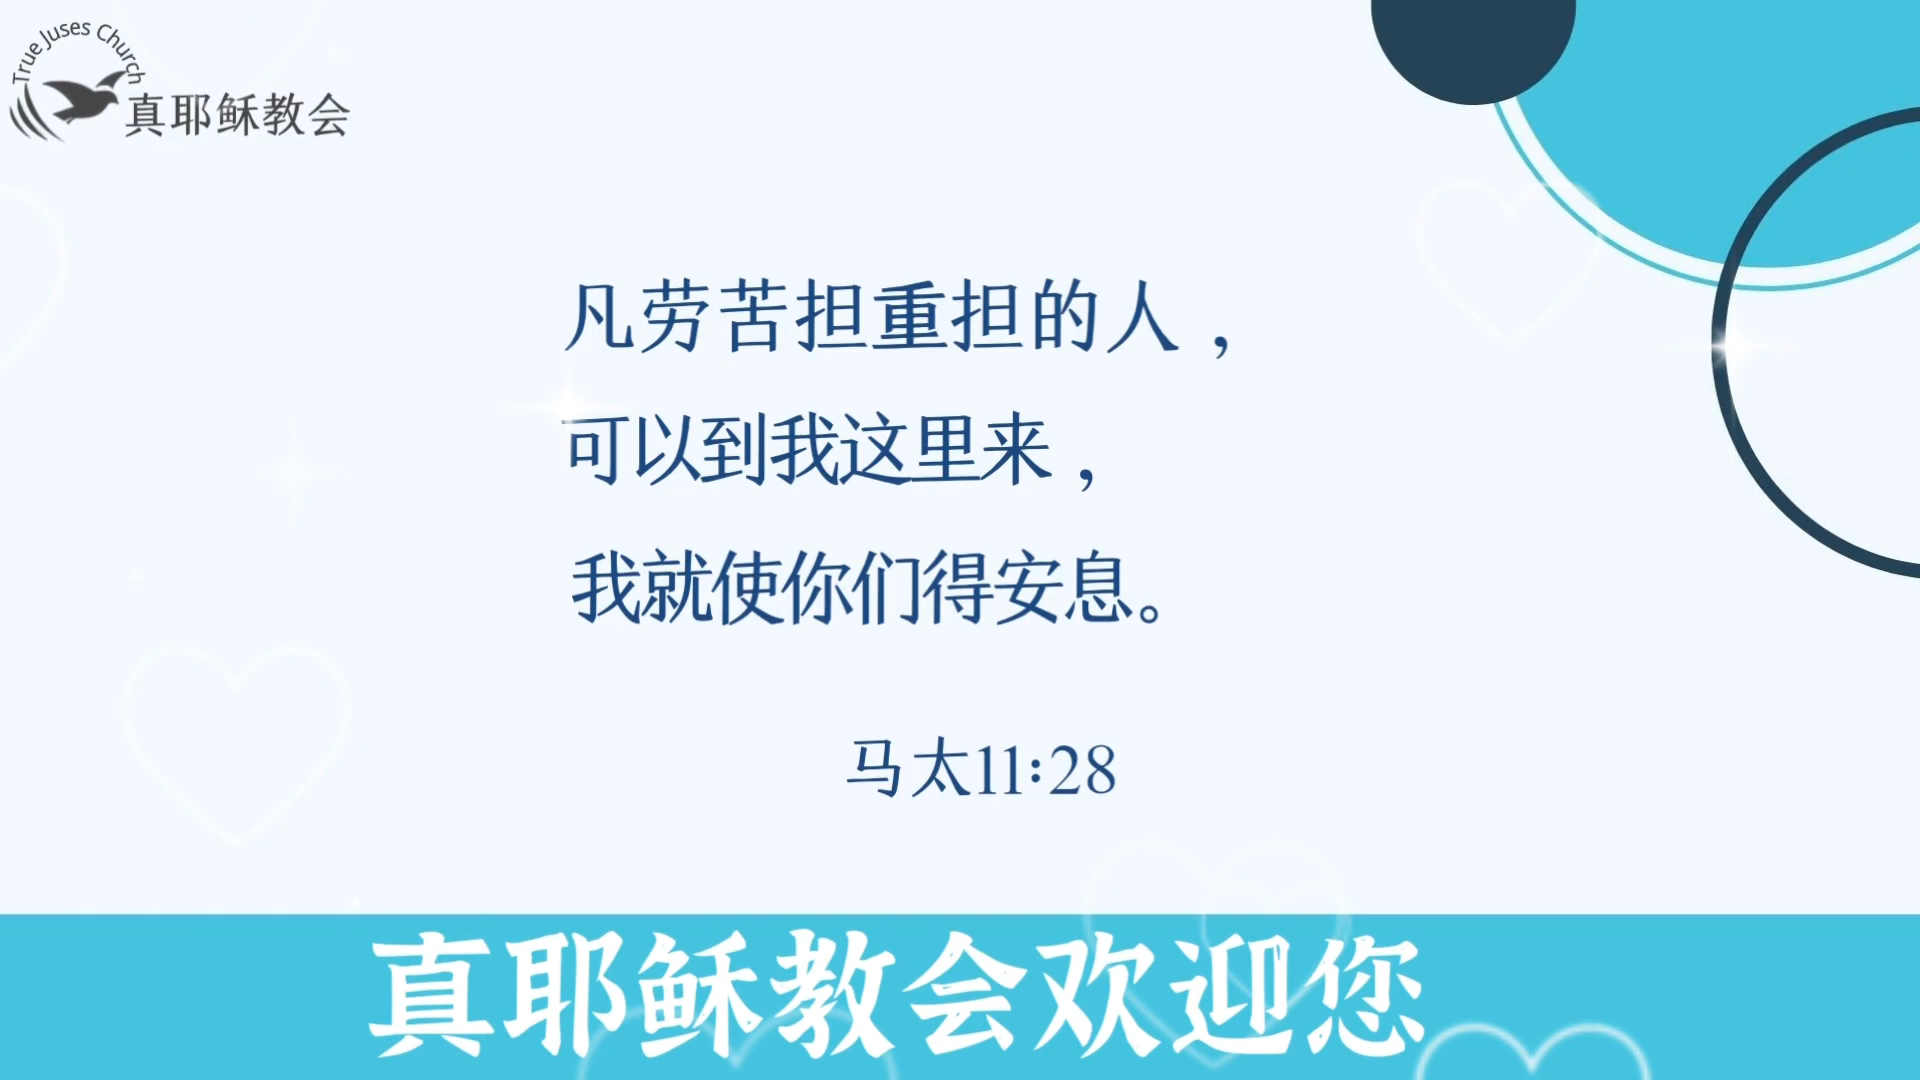 True Juses Church
真耶稣教会
凡劳苦担重担的人，
可以到我这里来，
我就使你们得安息。
马太11:28
真耶稣教会欢迎您